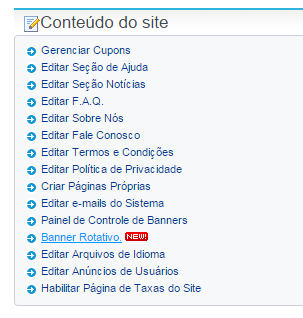 Conteúdo do site
Gerenciar Cupons
Editar Seção de Ajuda
Editar Seção Notícias
Editar F.A.Q.
Editar Sobre Nós
Editar Fale Conosco
Editar Termos e Condições
Editar Política de Privacidade
Criar Páginas Próprias
Editar e-mails do Sistema
Painel de Controle de Banners
Banner Rotativo. NEW!
Editar Arquivos de Idioma
Editar Anúncios de Usuários
Habilitar Página de Taxas do Site